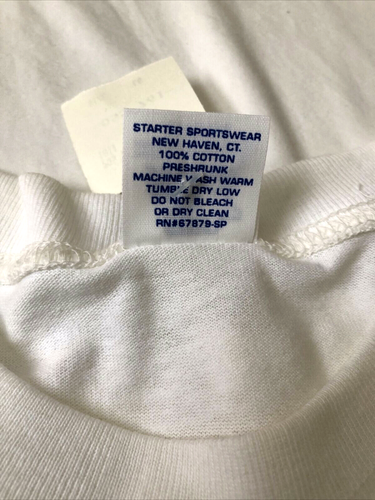 STARTER SPORTSWEAR
NEW HAVEN, CT.
100% COTTON
PRESHRUNK
MACHINE WASH WARM
TUMBLE DRY LOW
DO NOT BLEACH
OR DRY CLEAN
RN#67879-SP